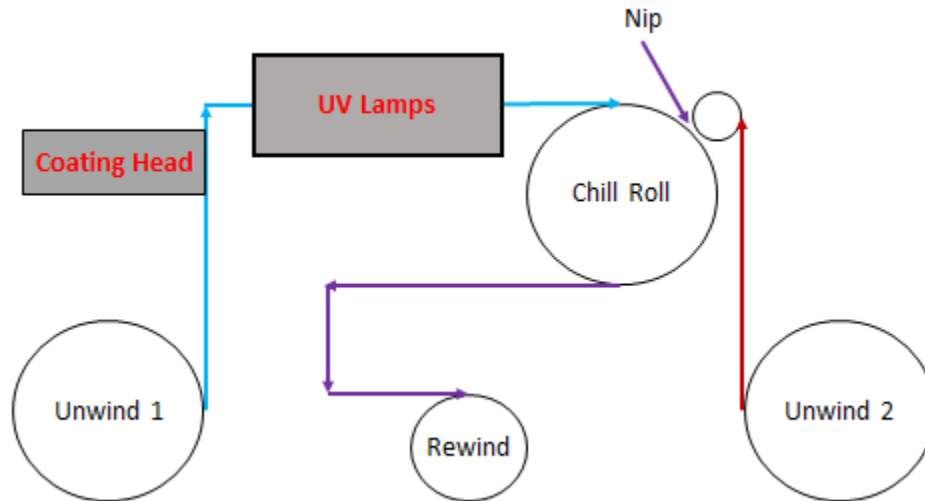 Nip
UV Lamps
Coating Head
Chill Roll
Unwind 1
Rewind
Unwind 2